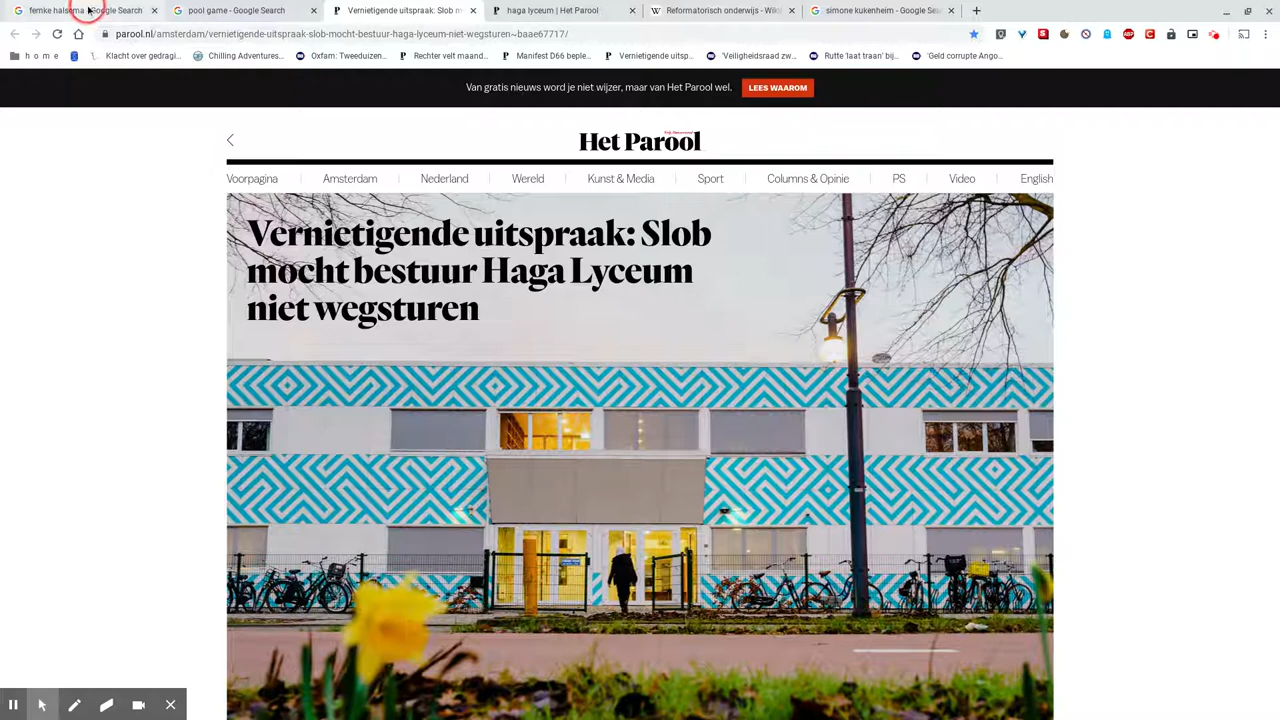 fernke halsema - Google Search
pool game - Google Search
Vernietigende uitspraak: Slob m
haga lyceum | Het Parool
Reformatorisch onderwijs - Wiki
simone kukenheim - Google Sea
parool.nl/amsterdam/vernietigende-uitspraak-slob-mocht-bestuur-haga-lyceum-niet-wegsturen~baae67717/
h o m e
Klacht over gedragi...
Chilling Adventures...
Oxfam: Tweeduizen...
Rechter velt maand...
Manifest D66 beple...
Vernietigende uitsp...
'Veiligheidsraad zw...
Rutte 'laat traan' bij...
'Geld corrupte Ango...
Van gratis nieuws word je niet wijzer, maar van Het Parool wel.
LEES WAAROM
Het Parool
Voorpagina
Amsterdam
Nederland
Wereld
Kunst & Media
Sport
Columns & Opinie
PS
Video
English
Vernietigende uitspraak: Slob
mocht bestuur Haga Lyceum
niet wegsturen